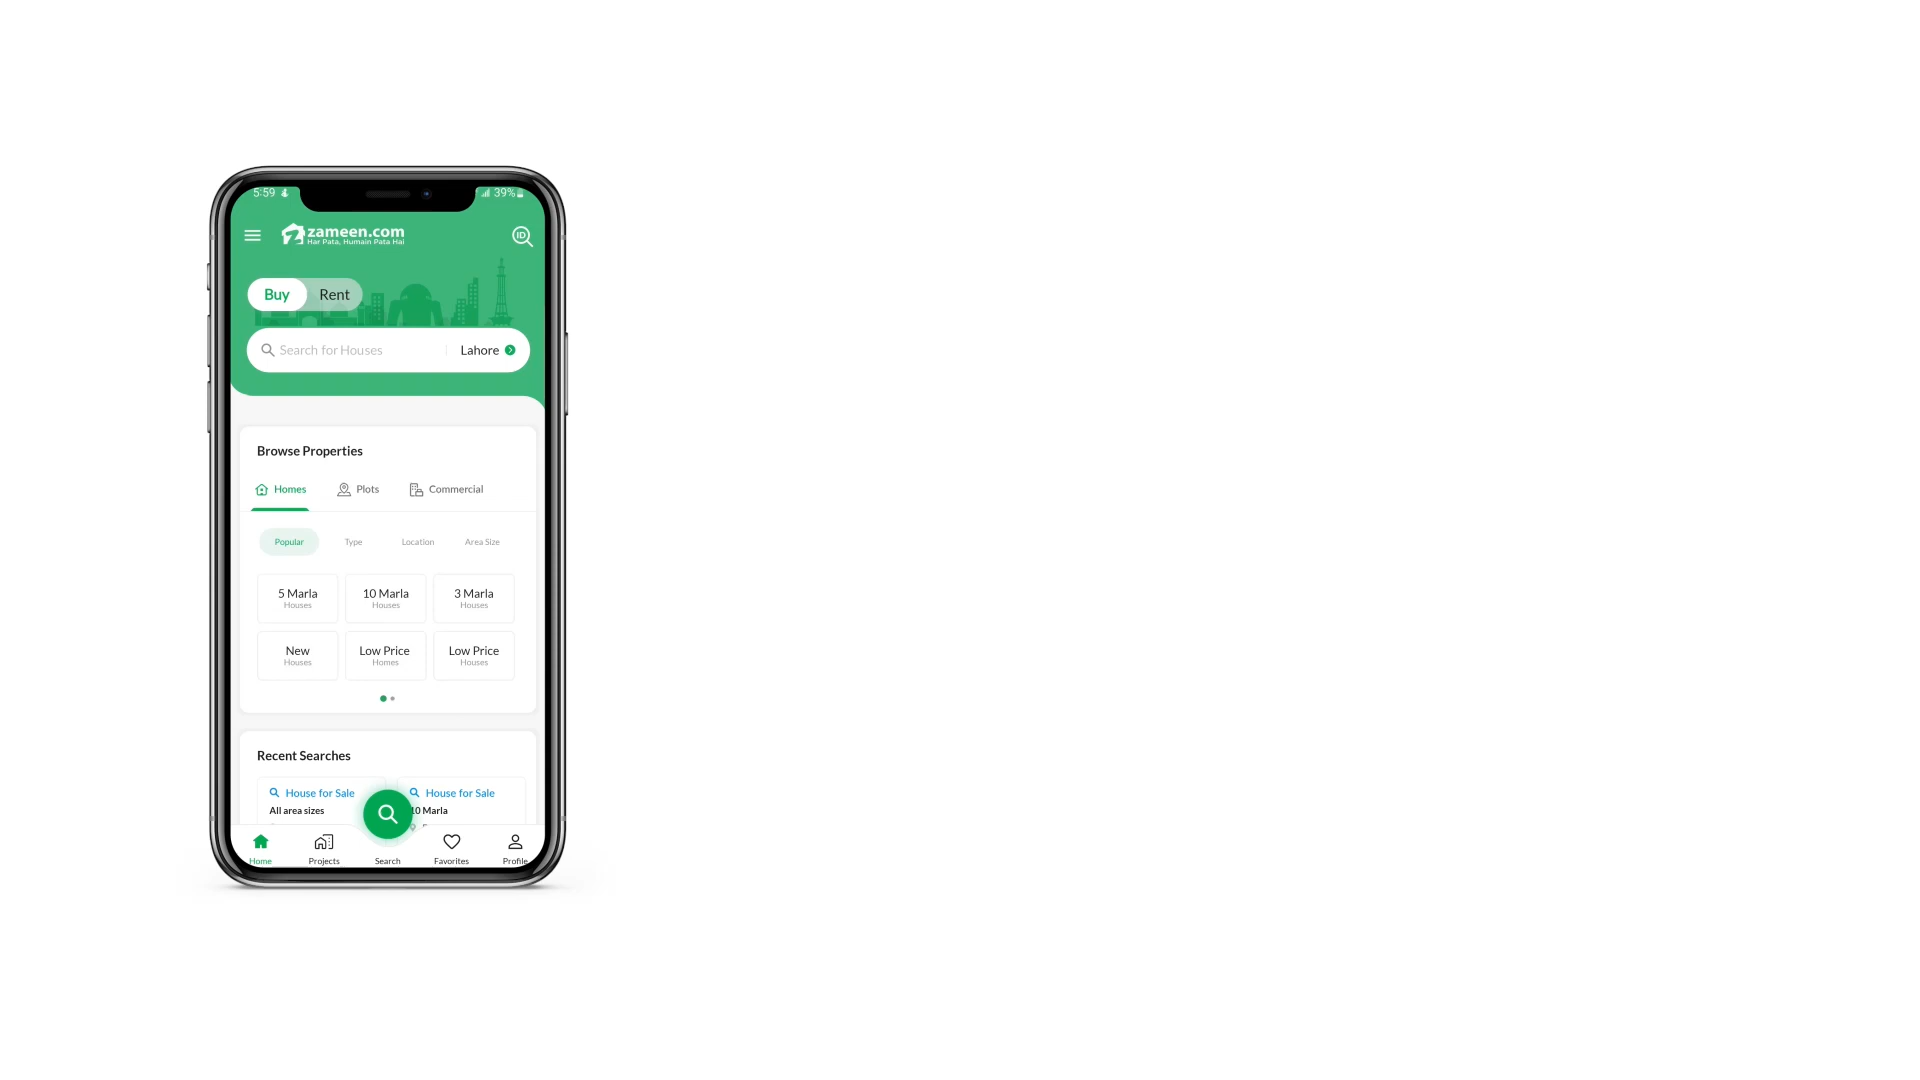 5:59
39%
zameen.com
Har Pata, Humain Pata Hai
ID
Buy Rent
Search for Houses Lahore
Browse Properties
Homes Plots Commercial
Popular Type Location Area Size
5 Marla 10 Marla 3 Marla
Houses Houses Houses
New Low Price Low Price
Houses Homes Houses
Recent Searches
House for Sale House for Sale
All area sizes 10 Marla
Home Projects Search Favorites Profile